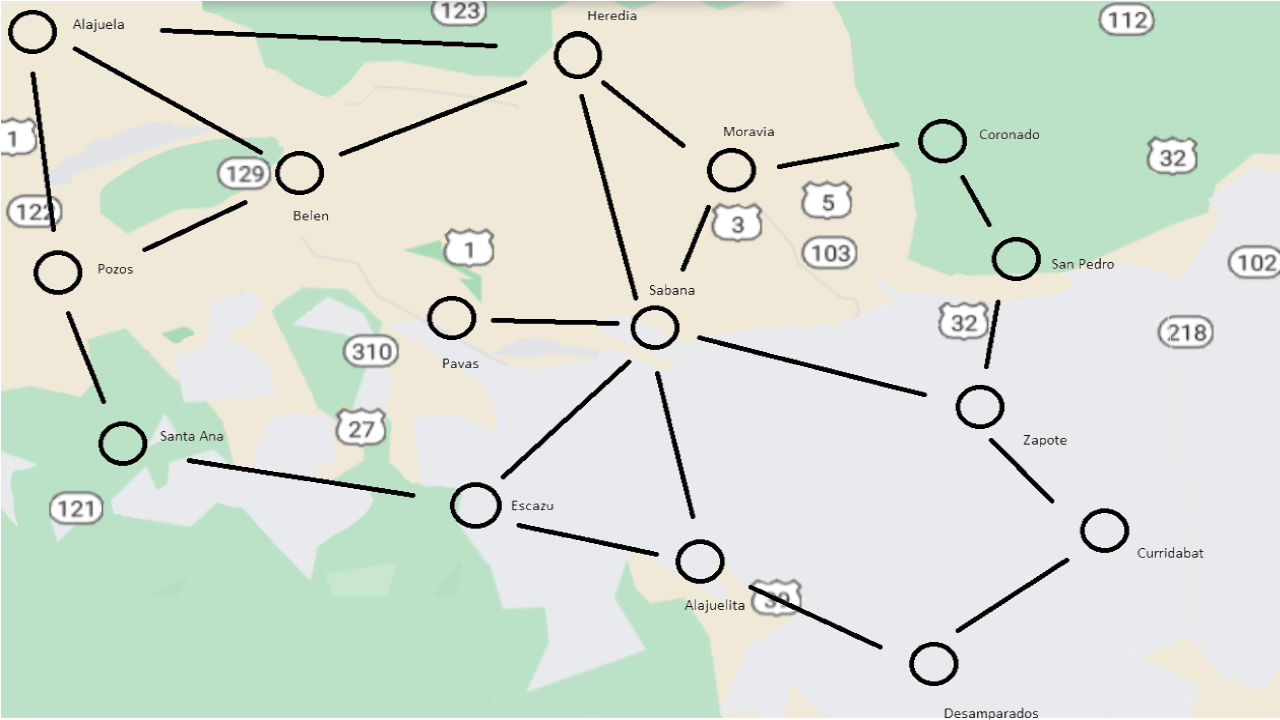 123
Heredia
Alajuela
112
1
Moravia
Coronado
32
129
5
122
Belen
3
1
103
Pozos
San Pedro
102
Sabana
32
218
310
Pavas
27
Santa Ana
Zapote
121
Escazu
Curridabat
39
Alajuelita
Desamparados